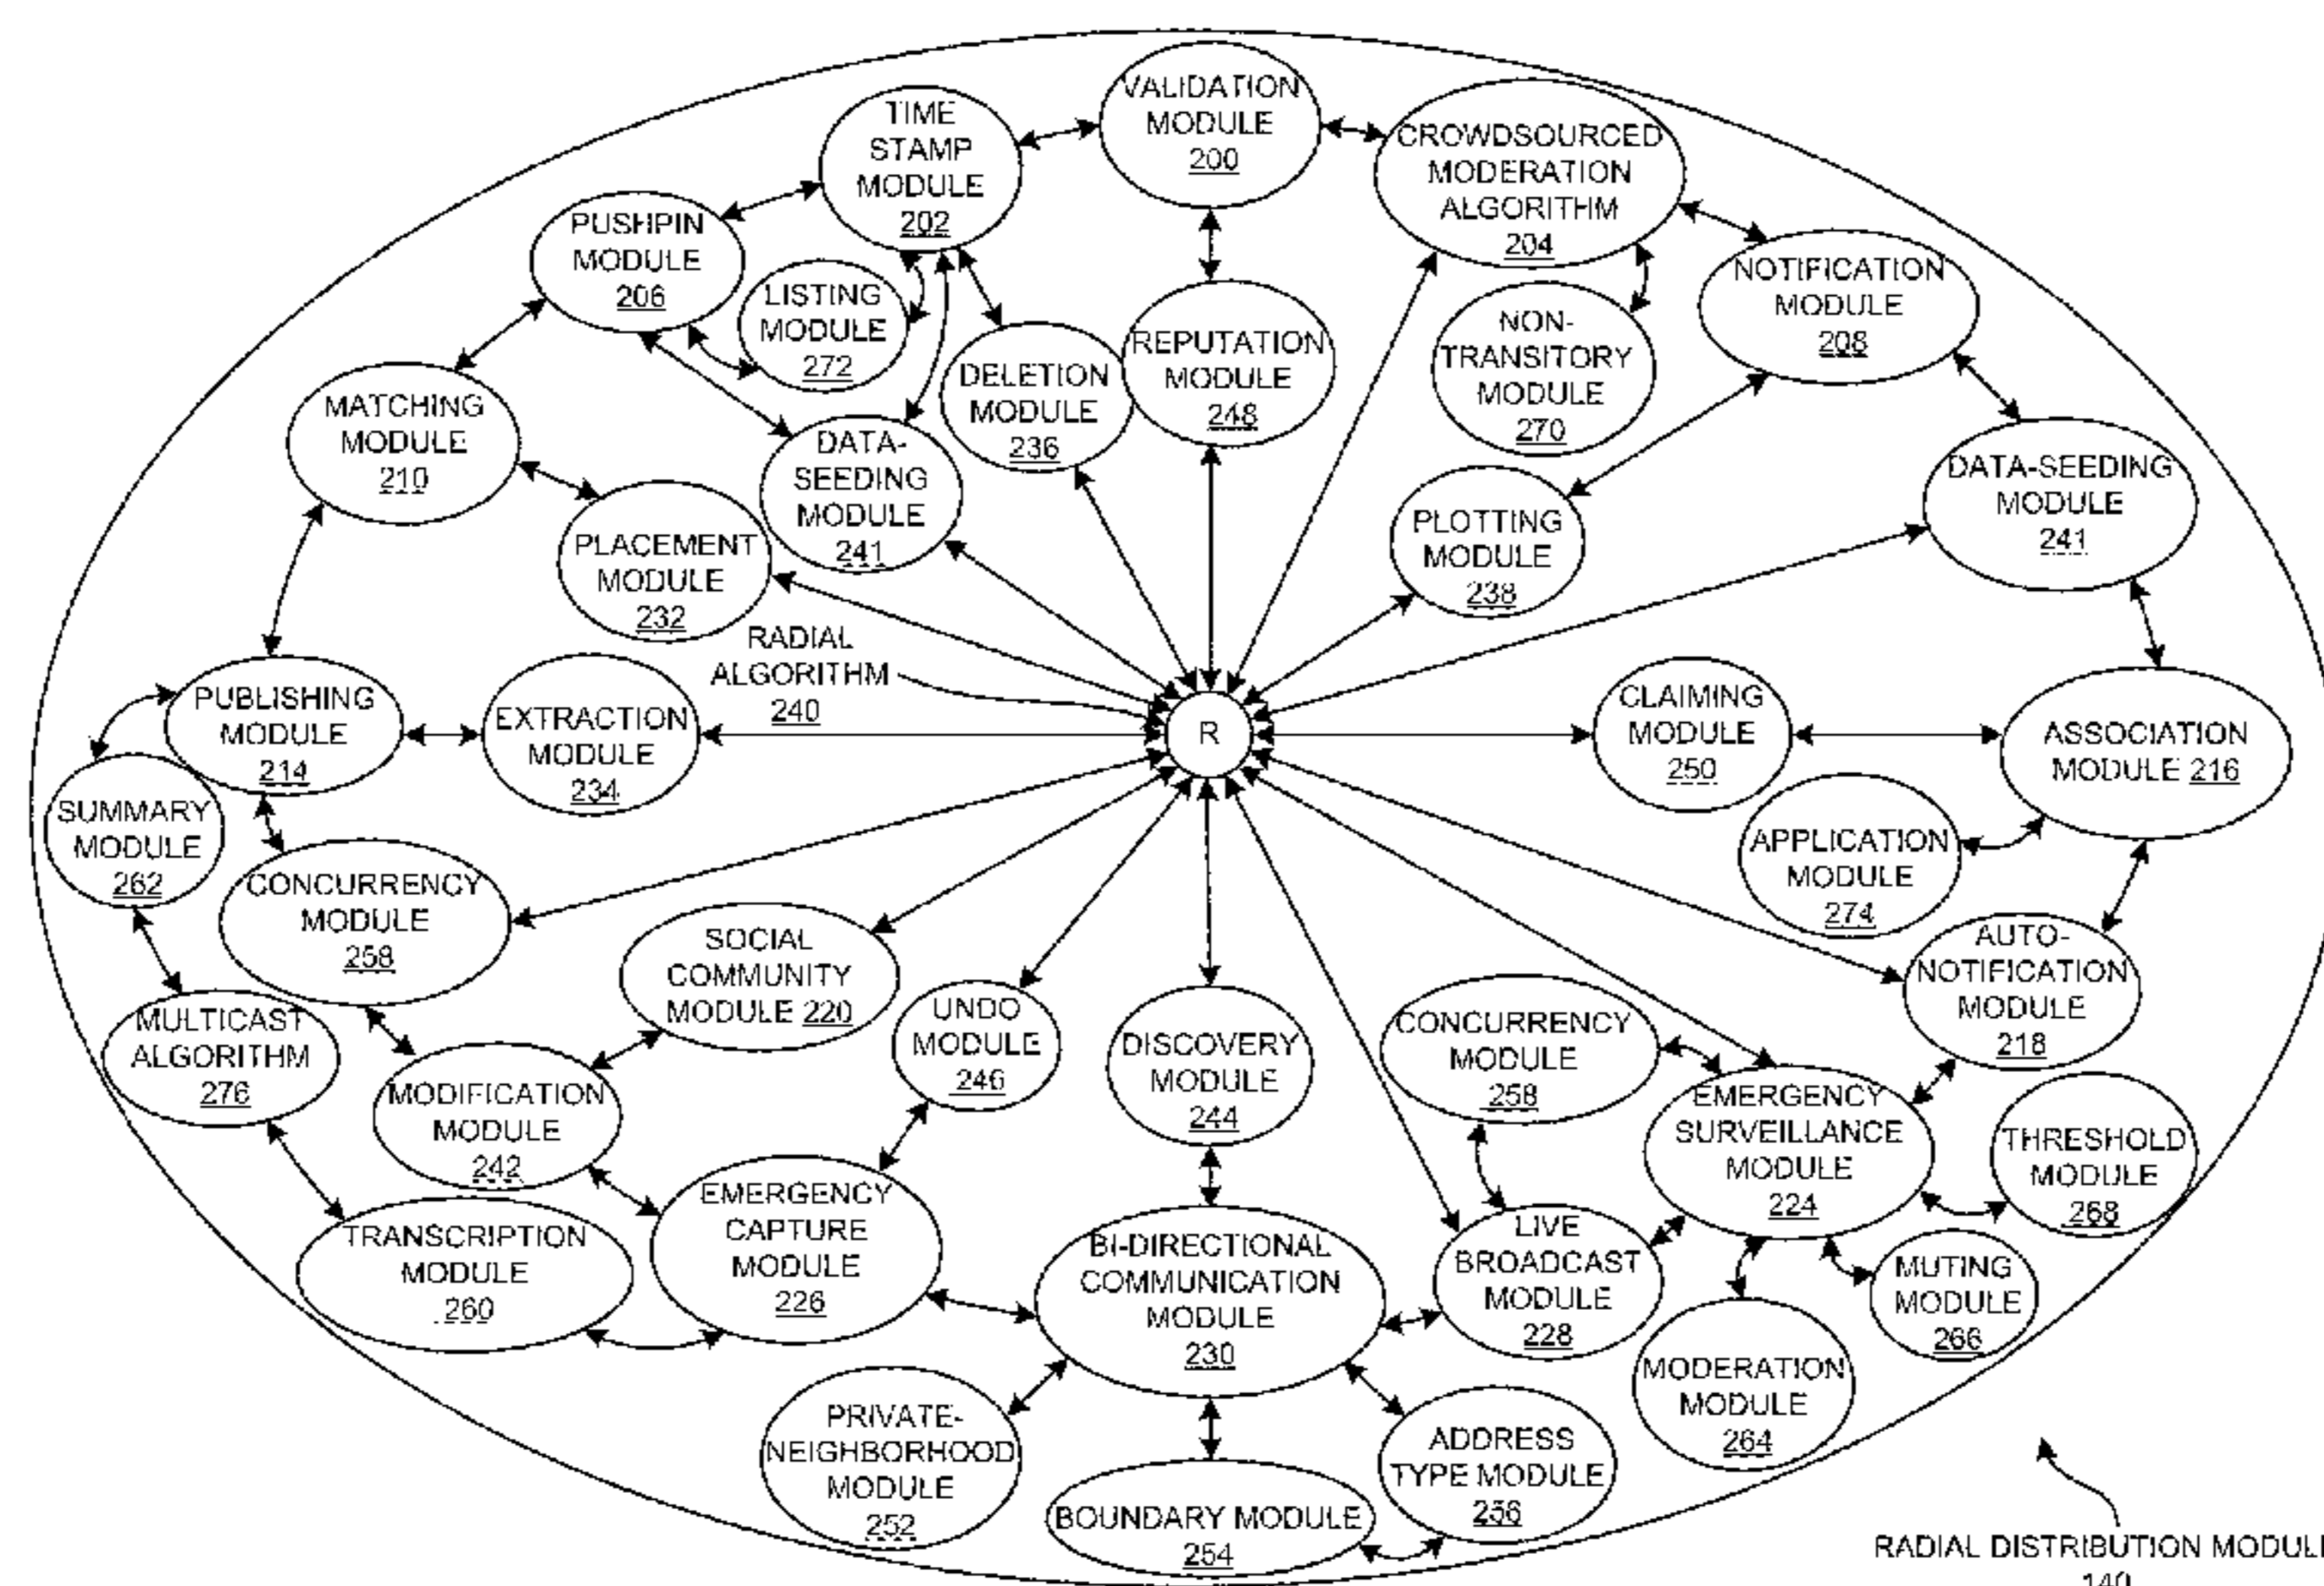 VALIDATION
MODULE
200
TIME
STAMP
MODULE
202
CROWDSOURCED
MODERATION
ALGORITHM
204
PUSHPIN
MODULE
206
LISTING
MODULE
272
NOTIFICATION
MODULE
208
NON-
TRANSITORY
MODULE
270
REPUTATION
MODULE
248
DELETION
MODULE
236
MATCHING
MODULE
210
DATA-
SEEDING
MODULE
241
DATA-SEEDING
MODULE
241
PLACEMENT
MODULE
232
PLOTTING
MODULE
238
RADIAL
ALGORITHM
240
R
PUBLISHING
MODULE
214
EXTRACTION
MODULE
234
CLAIMING
MODULE
250
ASSOCIATION
MODULE 216
SUMMARY
MODULE
262
APPLICATION
MODULE
274
CONCURRENCY
MODULE
258
SOCIAL
COMMUNITY
MODULE 220
AUTO-
NOTIFICATION
MODULE
218
UNDO
MODULE
246
DISCOVERY
MODULE
244
CONCURRENCY
MODULE
258
MULTICAST
ALGORITHM
276
MODIFICATION
MODULE
242
EMERGENCY
SURVEILLANCE
MODULE
224
THRESHOLD
MODULE
268
TRANSCRIPTION
MODULE
260
EMERGENCY
CAPTURE
MODULE
226
BI-DIRECTIONAL
COMMUNICATION
MODULE
230
LIVE
BROADCAST
MODULE
228
MUTING
MODULE
266
MODERATION
MODULE
264
PRIVATE-
NEIGHBORHOOD
MODULE
252
BOUNDARY MODULE
254
ADDRESS
TYPE MODULE
256
RADIAL DISTRIBUTION MODULE
140